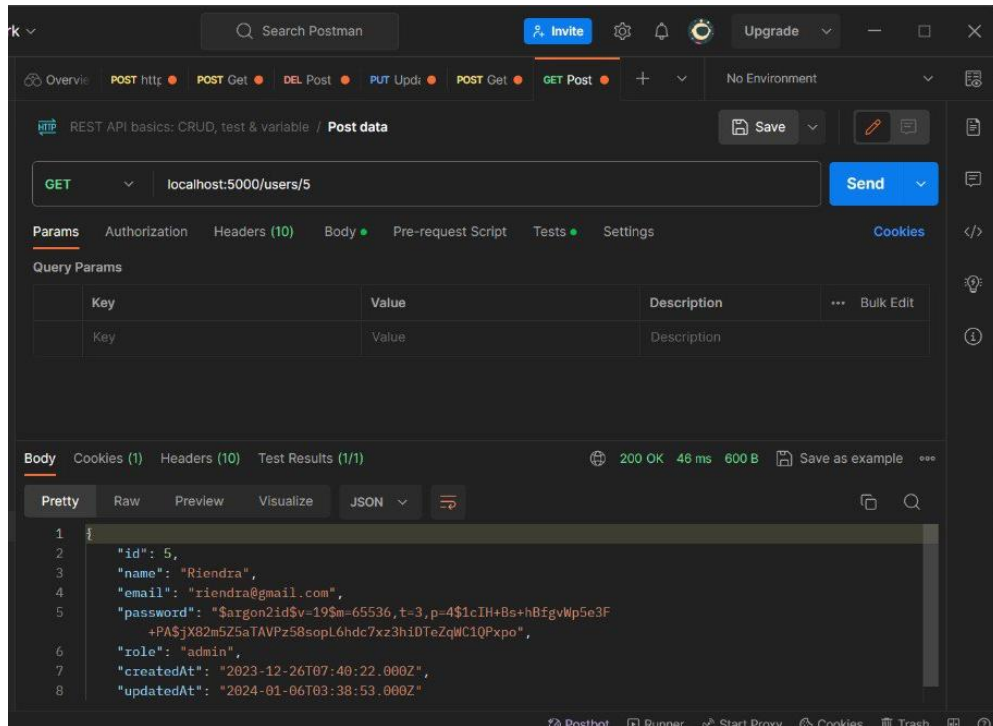 rk
Search Postman
Invite
Upgrade
Overvie POST http POST Get DEL Post PUT Upda POST Get GET Post No Environment
HTTP REST API basics: CRUD, test & variable / Post data
Save
GET localhost:5000/users/5
Send
Params Authorization Headers (10) Body Pre-request Script Tests Settings Cookies
Query Params
Key Value Description Bulk Edit
Key Value Description
Body Cookies (1) Headers (10) Test Results (1/1) 200 OK 46 ms 600 B Save as example
Pretty Raw Preview Visualize JSON
1 {
2 "id": 5,
3 "name": "Riendra",
4 "email": "riendra@gmail.com",
5 "password": "$argon2id$v=19$m=65536,t=3,p=4$1cIH+Bs+hBfgvWp5e3F
+PA$jX82m5Z5aTAVPz58sopL6hdc7xz3hiDTeZqWC1QPxpo",
6 "role": "admin",
7 "createdAt": "2023-12-26T07:40:22.000Z",
8 "updatedAt": "2024-01-06T03:38:53.000Z"
Postbot Runner Start Proxy Cookies Trash